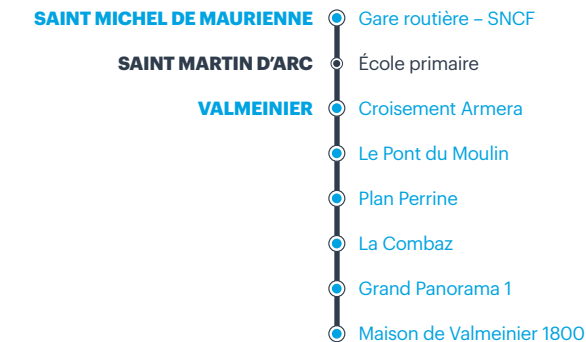 SAINT MICHEL DE MAURIENNE Gare routière – SNCF
SAINT MARTIN D'ARC École primaire
VALMEINIER Croisement Armera
Le Pont du Moulin
Plan Perrine
La Combaz
Grand Panorama 1
Maison de Valmeinier 1800